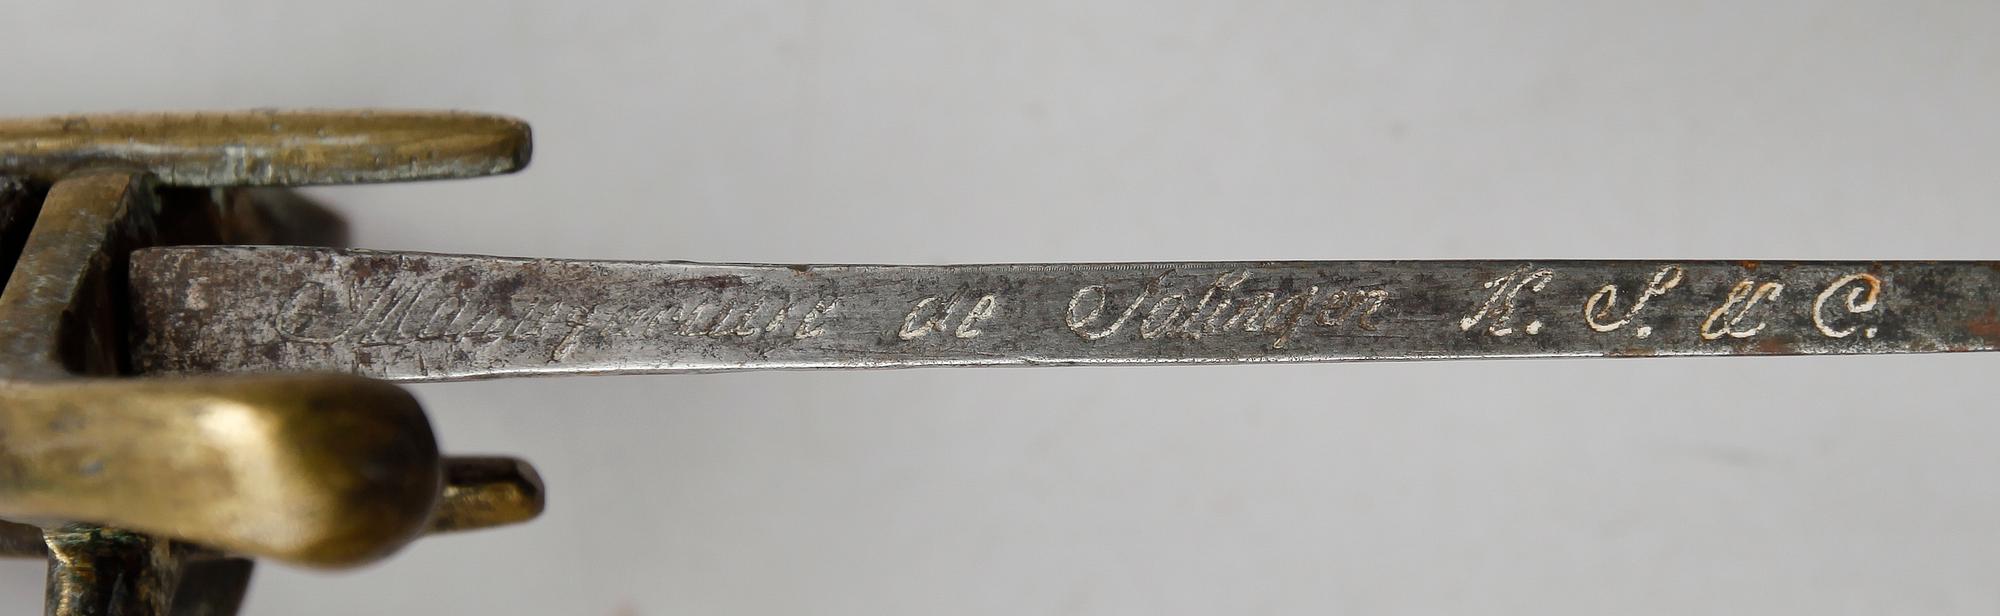 Manufacture de Solingen K. S. & C.